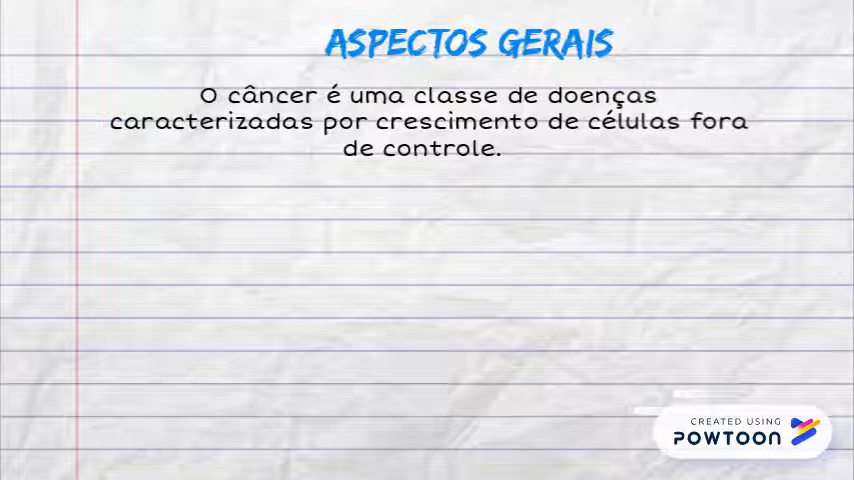 ASPECTOS GERAIS
O câncer é uma classe de doenças
caracterizadas por crescimento de células fora
de controle.
CREATED USING
POWTOON